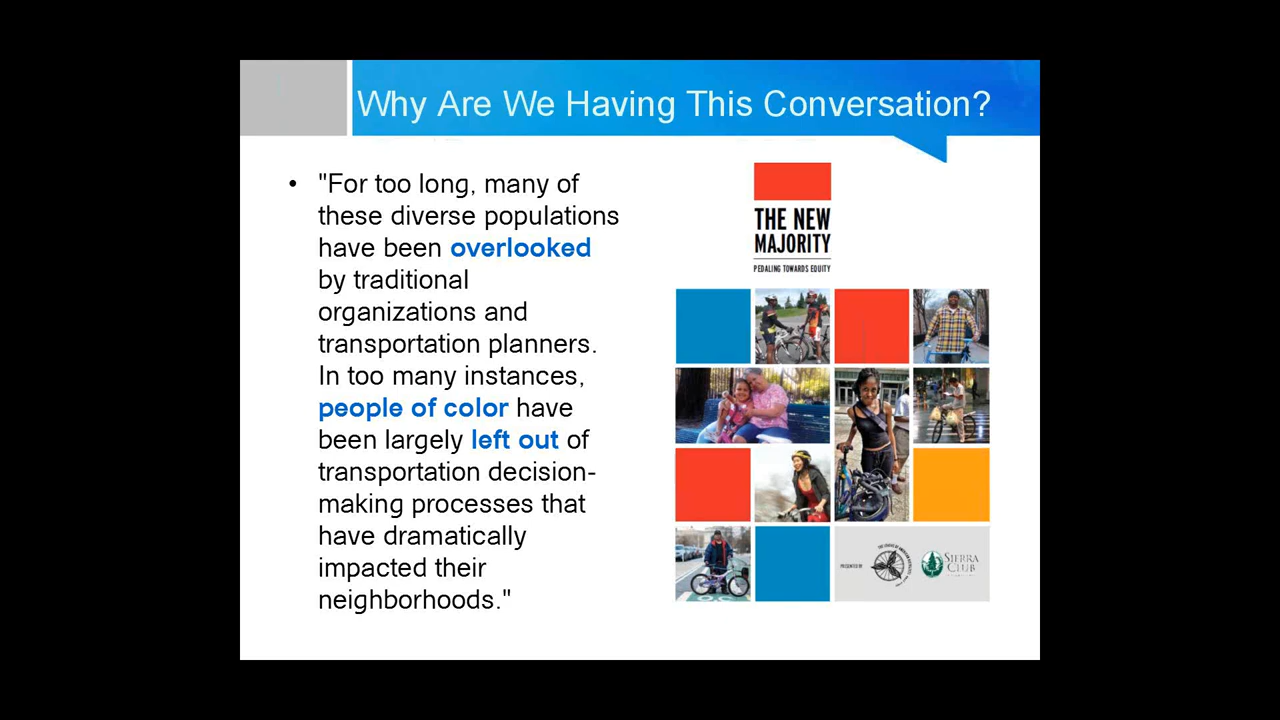 Why Are We Having This Conversation?
• "For too long, many of
these diverse populations
have been overlooked
by traditional
organizations and
transportation planners.
In too many instances,
people of color have
been largely left out of
transportation decision-
making processes that
have dramatically
impacted their
neighborhoods."
THE NEW
MAJORITY
PEDALING TOWARDS EQUITY
PRESENTED BY
SIERRA
CLUB